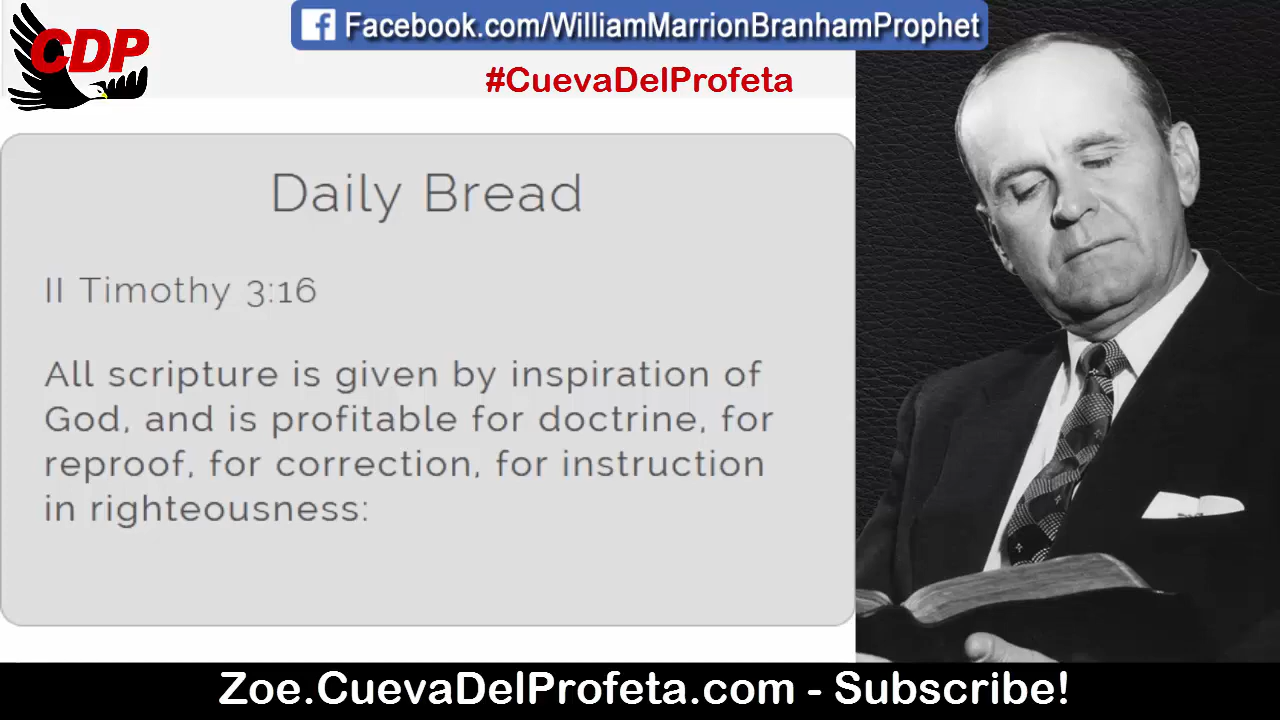 CDP
Facebook.com/WilliamMarrionBranhamProphet
#CuevaDelProfeta
Daily Bread
II Timothy 3:16
All scripture is given by inspiration of
God, and is profitable for doctrine, for
reproof, for correction, for instruction
in righteousness:
Zoe.CuevaDelProfeta.com - Subscribe!